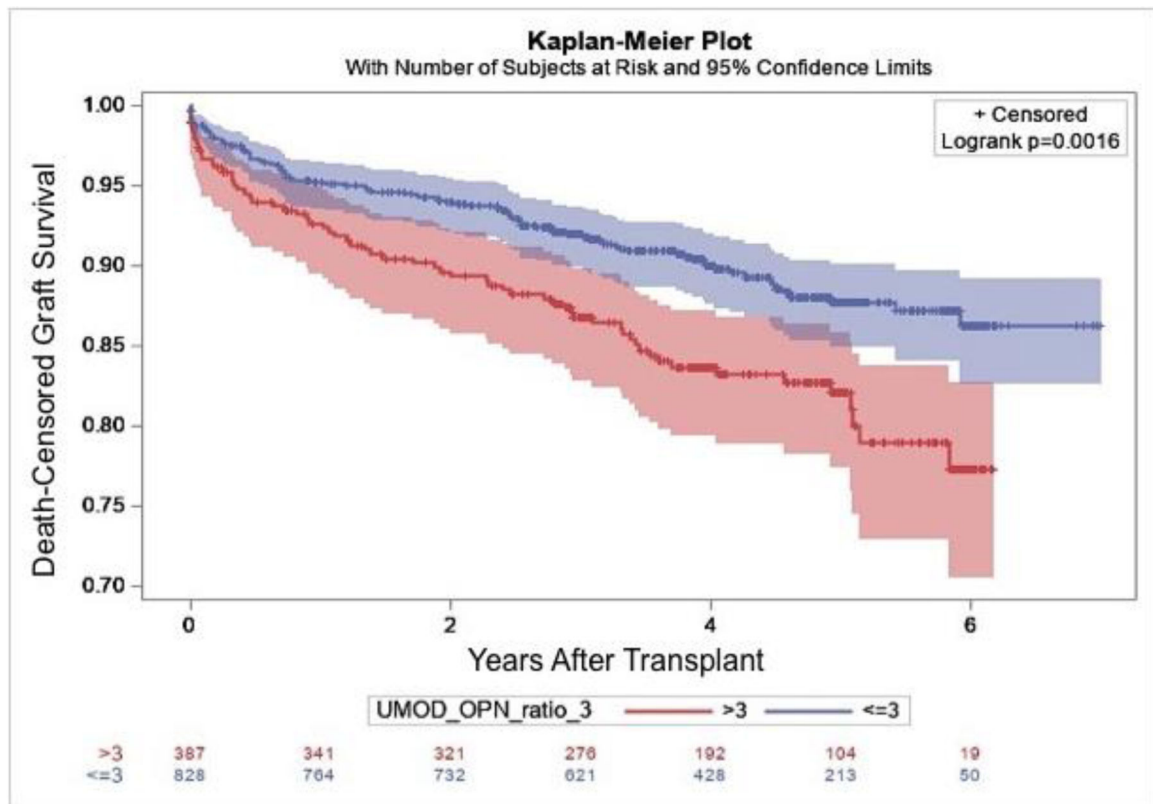 Kaplan-Meier Plot
With Number of Subjects at Risk and 95% Confidence Limits
+ Censored
Logrank p=0.0016
Death-Censored Graft Survival
1.00
0.95
0.90
0.85
0.80
0.75
0.70
0 2 4 6
Years After Transplant
UMOD_OPN_ratio_3 >3 <=3
>3 387 341 321 276 192 104 19
<=3 828 764 732 621 428 213 50